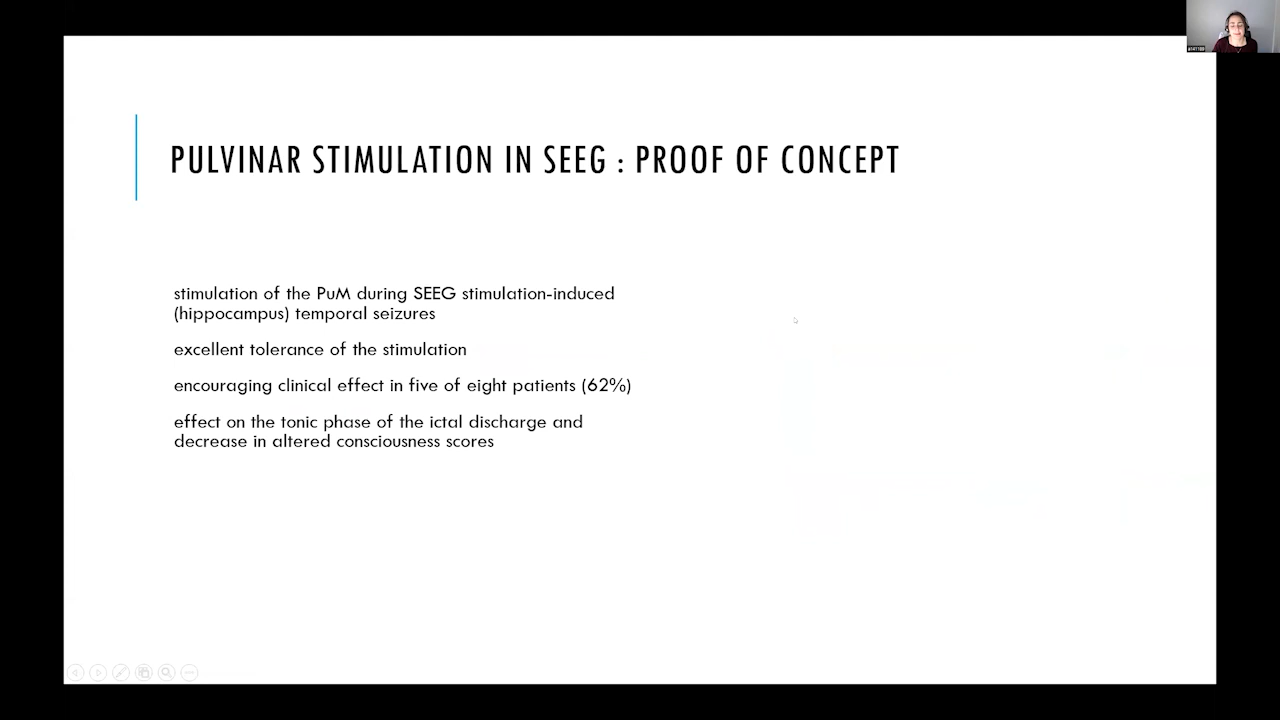 PULVINAR STIMULATION IN SEEG : PROOF OF CONCEPT
stimulation of the PuM during SEEG stimulation-induced
(hippocampus) temporal seizures
excellent tolerance of the stimulation
encouraging clinical effect in five of eight patients (62%)
effect on the tonic phase of the ictal discharge and
decrease in altered consciousness scores